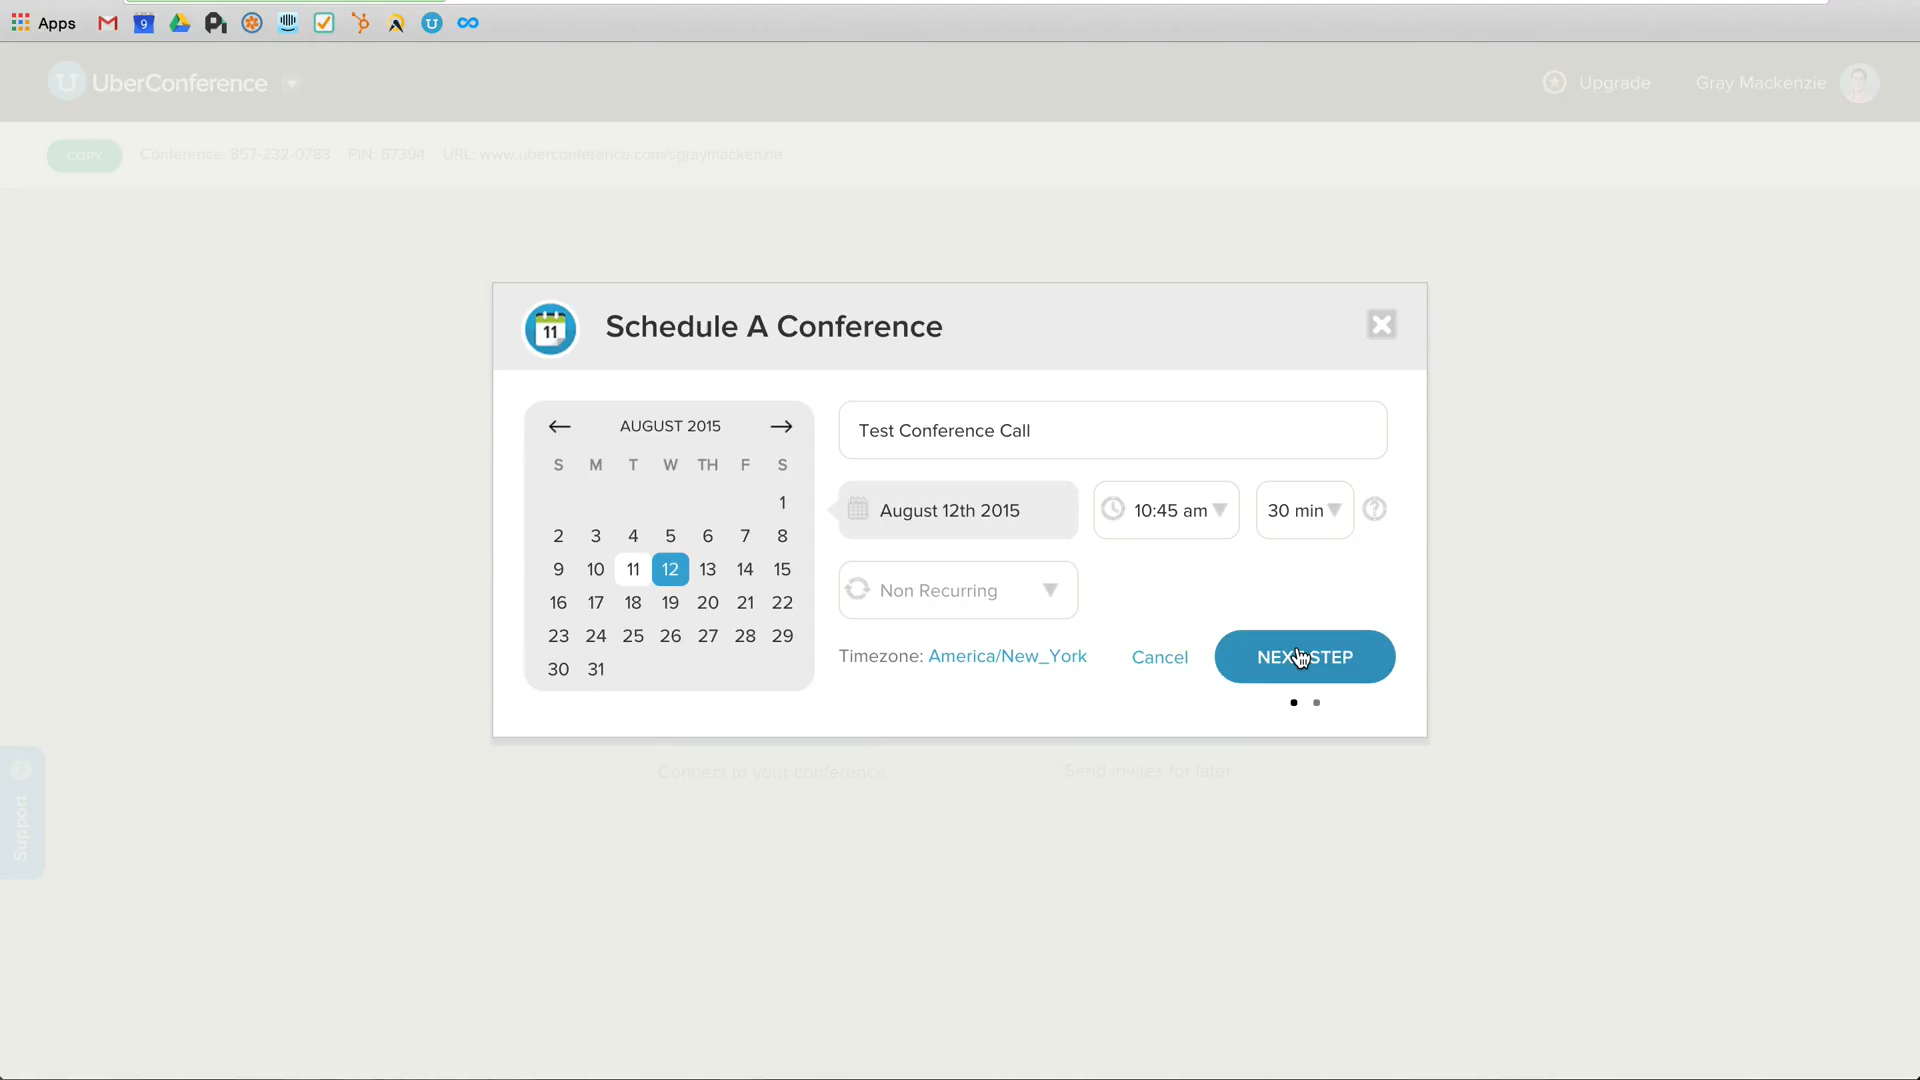 Apps
9
U
U UberConference
Upgrade
Gray Mackenzie
COPY
Conference: 857-232-0783 PIN: 67394 URL: www.uberconference.com/sgraymackenzie
11
Schedule A Conference
AUGUST 2015
S M T W TH F S
1
2 3 4 5 6 7 8
9 10 11 12 13 14 15
16 17 18 19 20 21 22
23 24 25 26 27 28 29
30 31
Test Conference Call
August 12th 2015
10:45 am
30 min
?
Non Recurring
Timezone: America/New_York
Cancel
NEXT STEP
Connect to your conference
Send invites for later
? Support